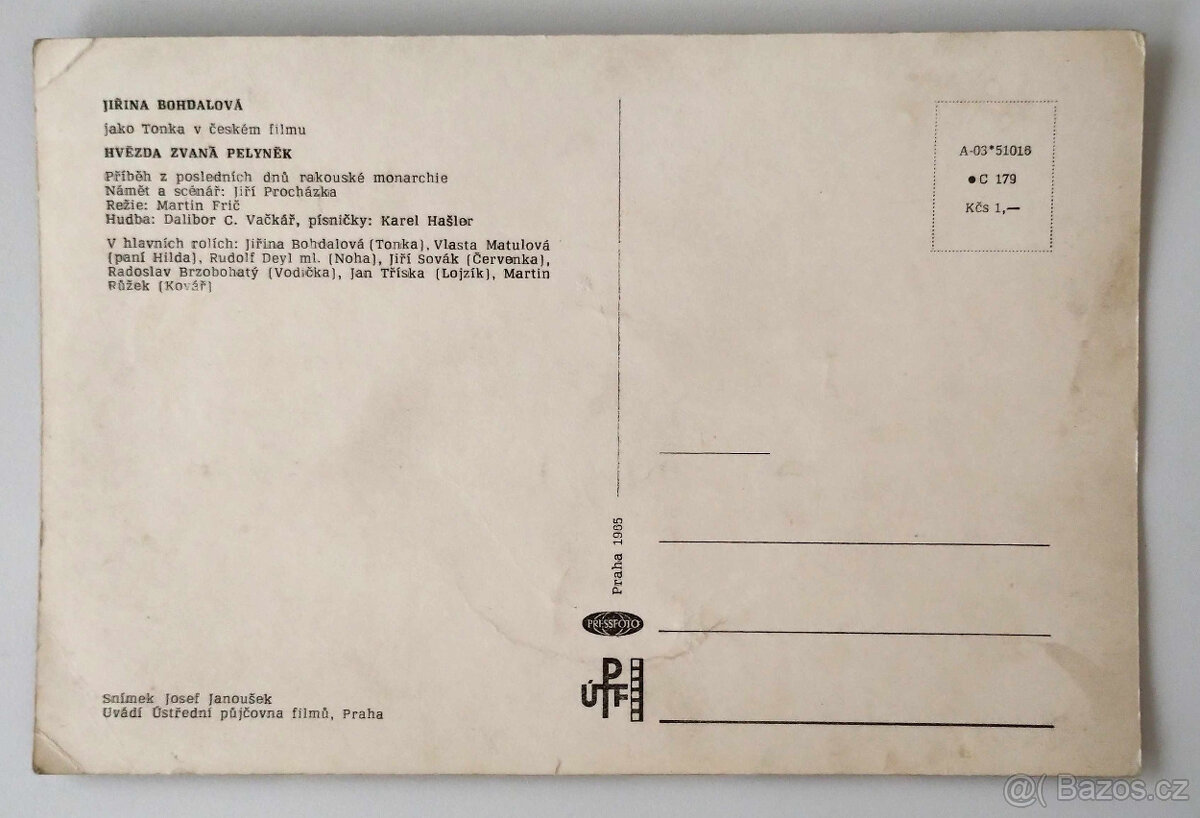 JIŘINA BOHDALOVÁ
jako Tonka v českém filmu
HVĚZDA ZVANÁ PELYNĚK
Příběh z posledních dnů rakouské monarchie
Námět a scénář: Jiří Procházka
Režie: Martin Frič
Hudba: Dalibor C. Vačkář, písničky: Karel Hašler
V hlavních rolích: Jiřina Bohdalová (Tonka), Vlasta Matulová
(paní Hilda), Rudolf Deyl ml. (Noha), Jiří Sovák (Červenka),
Radoslav Brzobohatý (Vodička), Jan Tříska (Lojzík), Martin
Růžek (Kovář)
Snímek Josef Janoušek
Uvádí Ústřední půjčovna filmů, Praha
Praha 1965
PRESSFOTO
ÚPF
A-03*51016
●C 179
Kčs 1,—
@( Bazos.cz